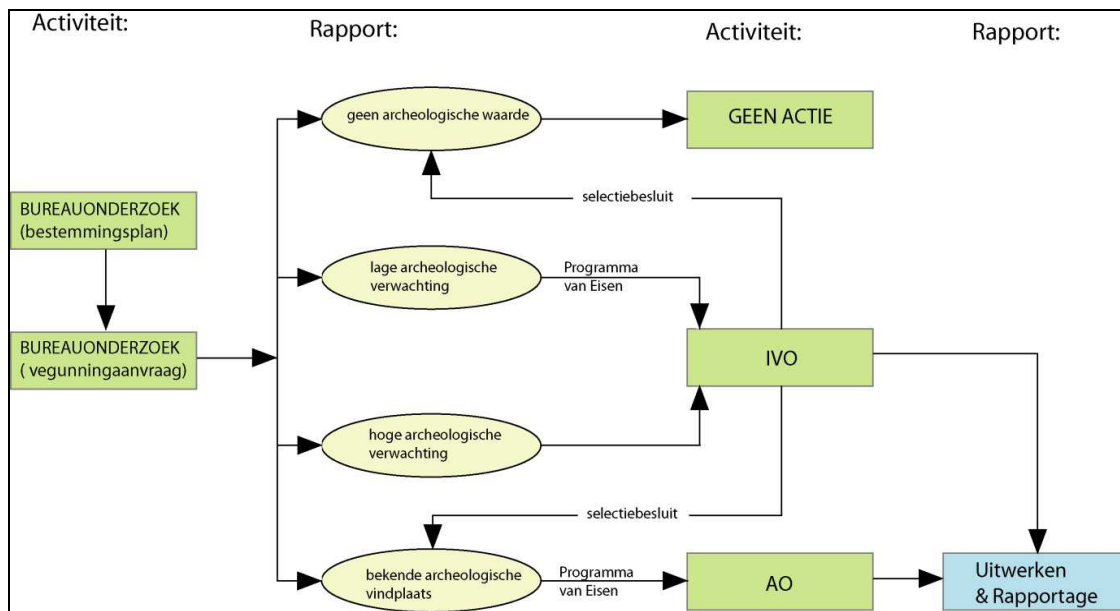 Activiteit:
Rapport:
Activiteit:
Rapport:
geen archeologische waarde
GEEN ACTIE
selectiebesluit
BUREAUONDERZOEK
(bestemmingsplan)
lage archeologische
verwachting
Programma
van Eisen
BUREAUONDERZOEK
( vegunningaanvraag)
IVO
hoge archeologische
verwachting
selectiebesluit
bekende archeologische
vindplaats
Programma
van Eisen
AO
Uitwerken
& Rapportage